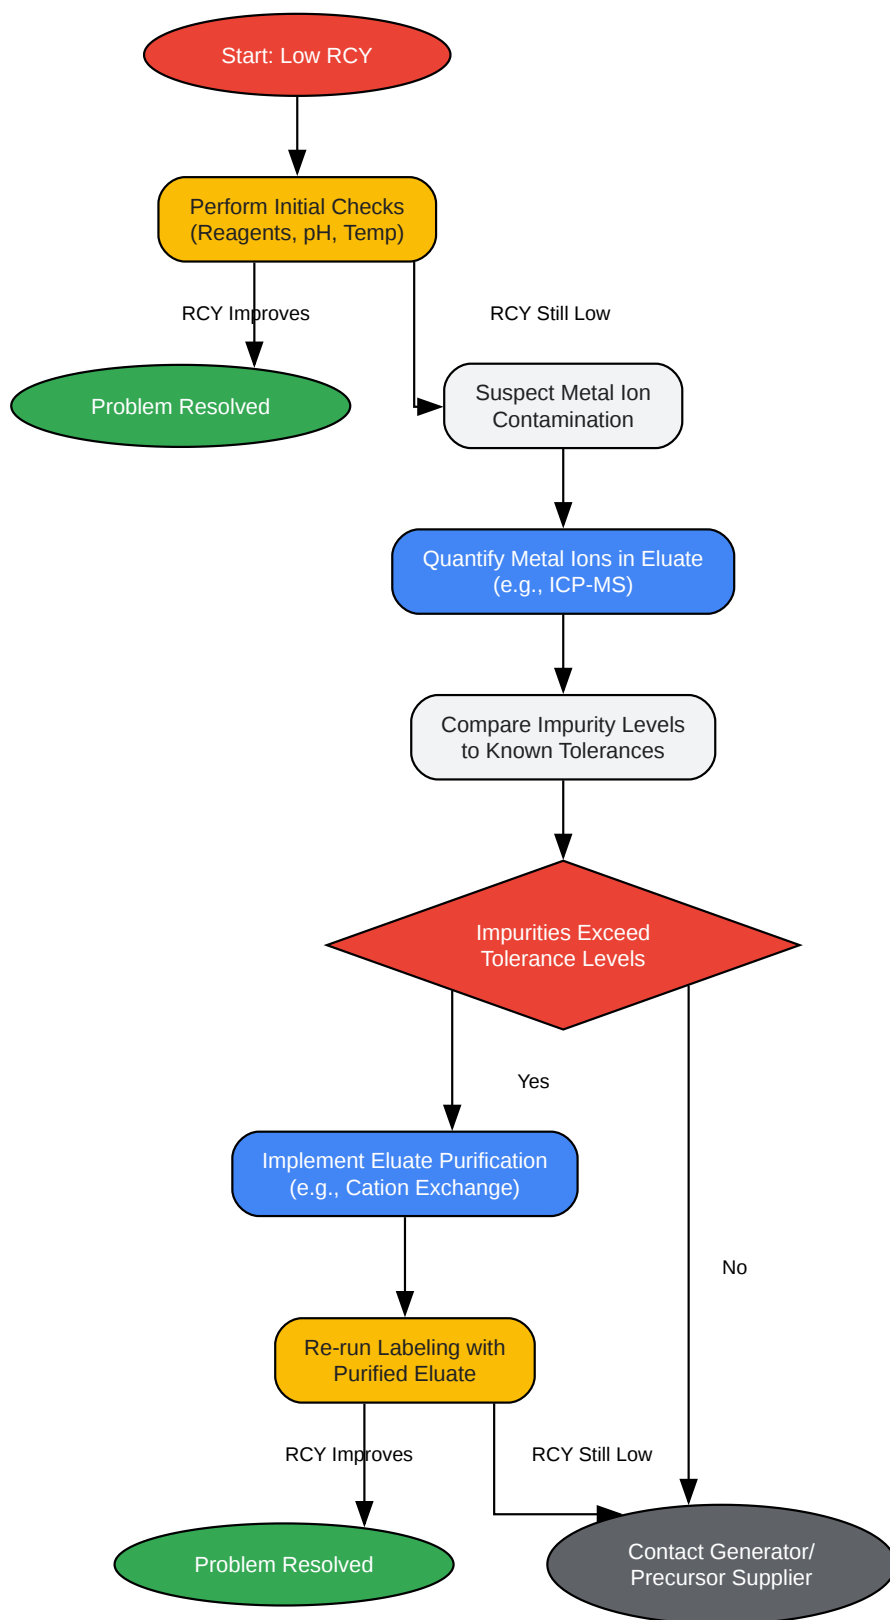 Start: Low RCY
Perform Initial Checks
(Reagents, pH, Temp)
RCY Improves
RCY Still Low
Problem Resolved
Suspect Metal Ion
Contamination
Quantify Metal Ions in Eluate
(e.g., ICP-MS)
Compare Impurity Levels
to Known Tolerances
Impurities Exceed
Tolerance Levels
Yes
Implement Eluate Purification
(e.g., Cation Exchange)
No
Re-run Labeling with
Purified Eluate
RCY Improves
RCY Still Low
Problem Resolved
Contact Generator/
Precursor Supplier